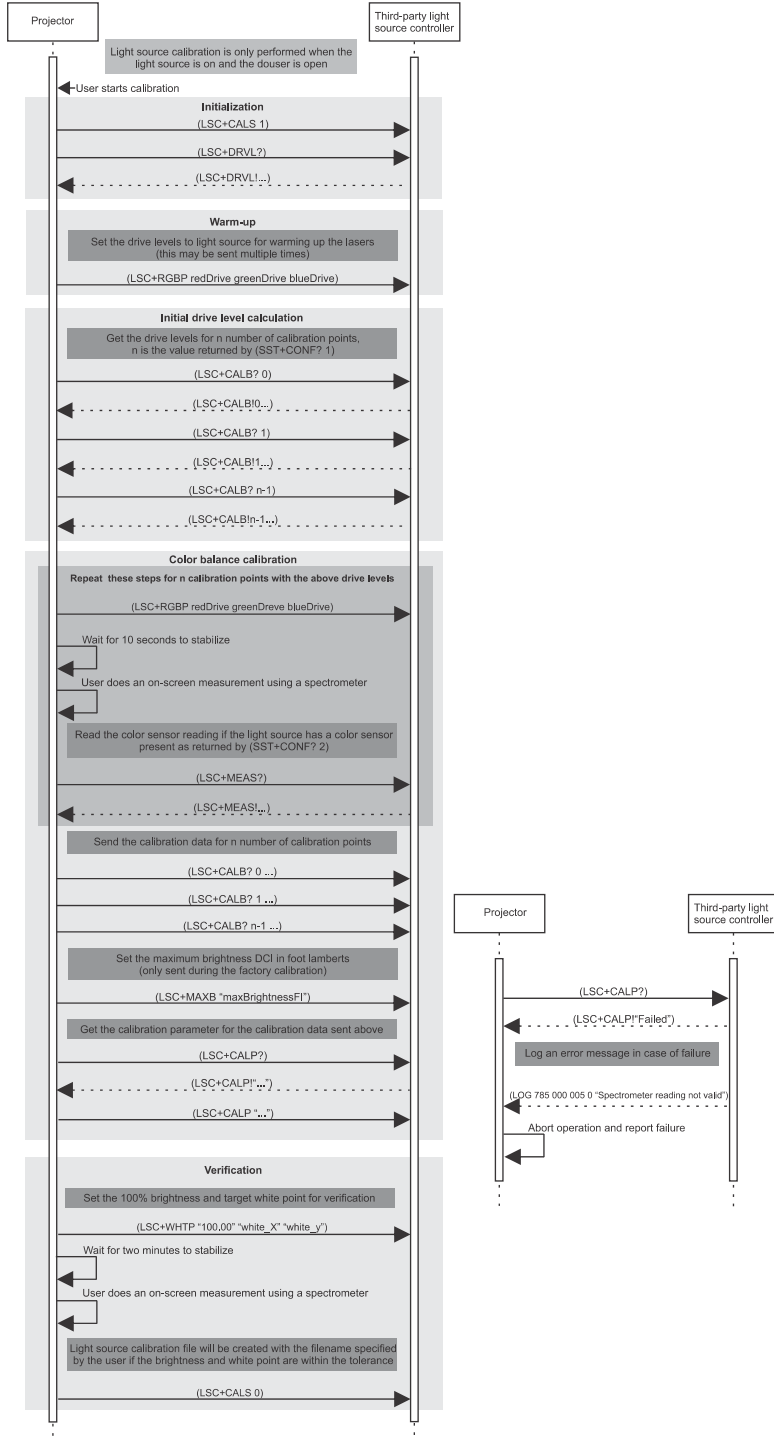 Projector
Third-party light
source controller
Light source calibration is only performed when the
light source is on and the douser is open
User starts calibration
Initialization
(LSC+CALS 1)
(LSC+DRVL?)
(LSC+DRVL!...)
Warm-up
Set the drive levels to light source for warming up the lasers
(this may be sent multiple times)
(LSC+RGBP redDrive greenDrive blueDrive)
Initial drive level calculation
Get the drive levels for n number of calibration points,
n is the value returned by (SST+CONF? 1)
(LSC+CALB? 0)
(LSC+CALB!0...)
(LSC+CALB? 1)
(LSC+CALB!1...)
(LSC+CALB? n-1)
(LSC+CALB!n-1...)
Color balance calibration
Repeat these steps for n calibration points with the above drive levels
(LSC+RGBP redDrive greenDreve blueDrive)
Wait for 10 seconds to stabilize
User does an on-screen measurement using a spectrometer
Read the color sensor reading if the light source has a color sensor
present as returned by (SST+CONF? 2)
(LSC+MEAS?)
(LSC+MEAS!...)
Send the calibration data for n number of calibration points
(LSC+CALB? 0 ...)
(LSC+CALB? 1 ...)
(LSC+CALB? n-1 ...)
Set the maximum brightness DCI in foot lamberts
(only sent during the factory calibration)
(LSC+MAXB “maxBrightnessFl”)
Get the calibration parameter for the calibration data sent above
(LSC+CALP?)
(LSC+CALP!“...”)
(LSC+CALP “...”)
Verification
Set the 100% brightness and target white point for verification
(LSC+WHTP “100.00” “white_X” “white_y”)
Wait for two minutes to stabilize
User does an on-screen measurement using a spectrometer
Light source calibration file will be created with the filename specified
by the user if the brightness and white point are within the tolerance
(LSC+CALS 0)
Projector
Third-party light
source controller
(LSC+CALP?)
(LSC+CALP!“Failed”)
Log an error message in case of failure
(LOG 785 000 005 0 “Spectrometer reading not valid”)
Abort operation and report failure